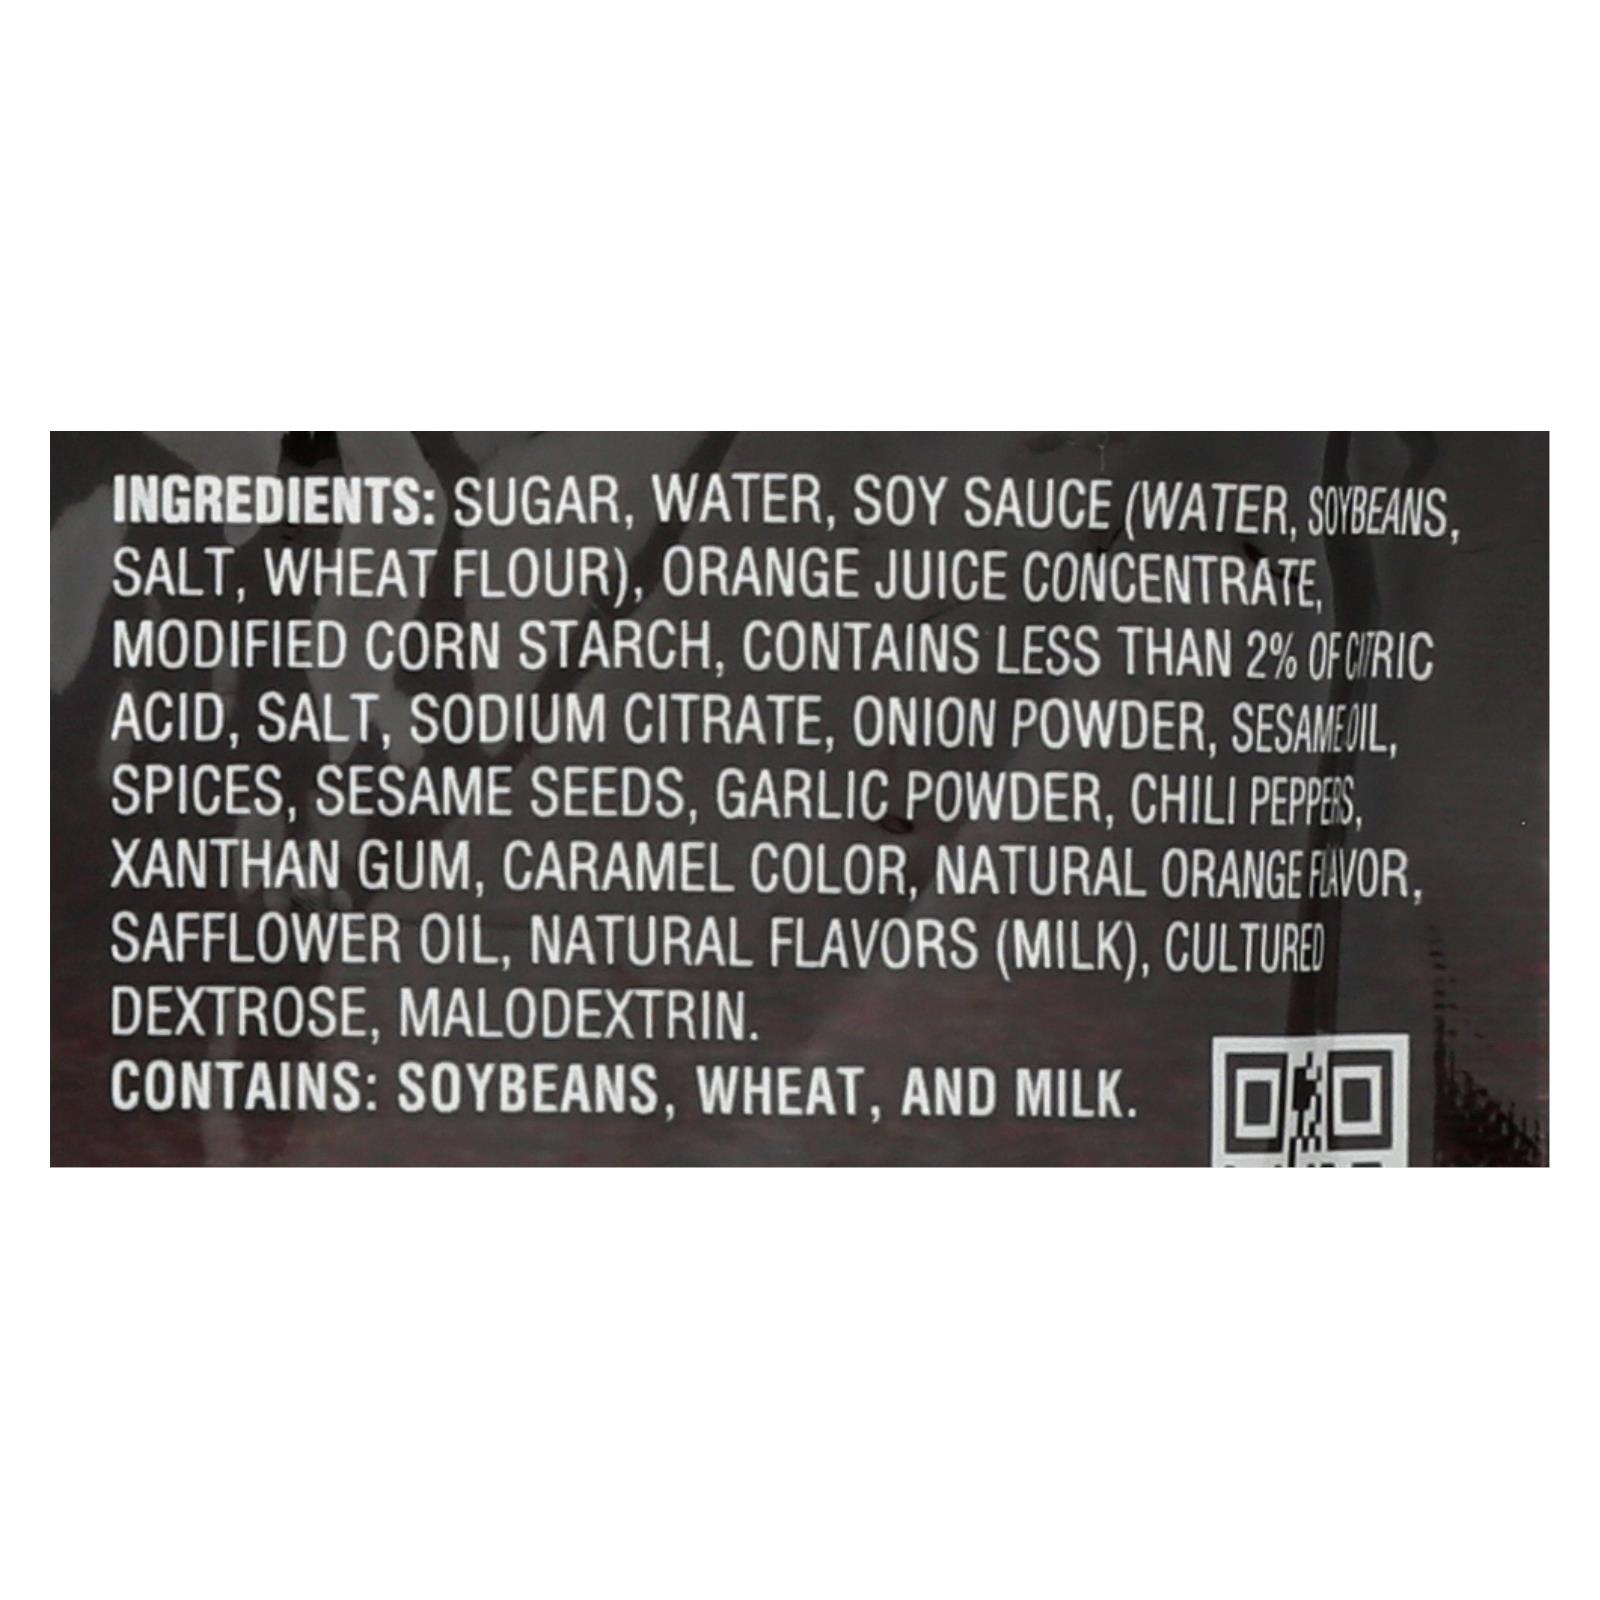 INGREDIENTS: SUGAR, WATER, SOY SAUCE (WATER, SOYBEANS,
SALT, WHEAT FLOUR), ORANGE JUICE CONCENTRATE,
MODIFIED CORN STARCH, CONTAINS LESS THAN 2% OF CITRIC
ACID, SALT, SODIUM CITRATE, ONION POWDER, SESAME OIL,
SPICES, SESAME SEEDS, GARLIC POWDER, CHILI PEPPERS,
XANTHAN GUM, CARAMEL COLOR, NATURAL ORANGE FLAVOR,
SAFFLOWER OIL, NATURAL FLAVORS (MILK), CULTURED
DEXTROSE, MALODEXTRIN.
CONTAINS: SOYBEANS, WHEAT, AND MILK.